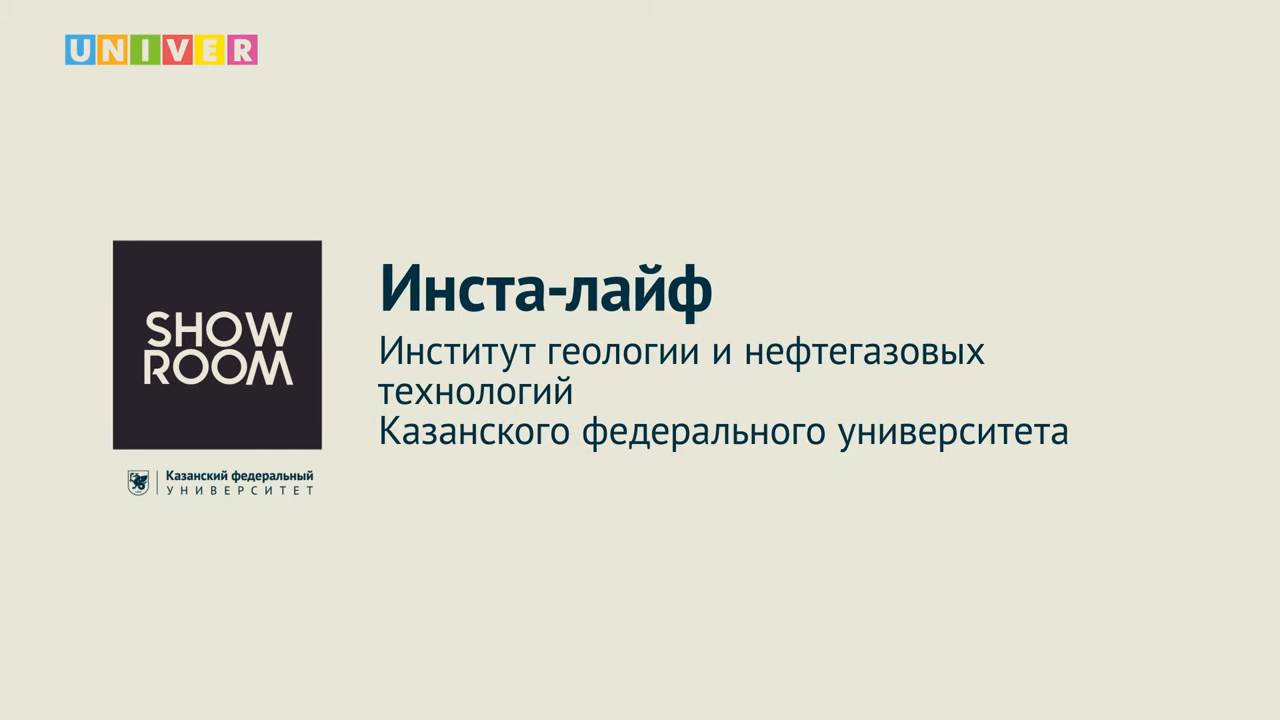 UNIVER
SHOW
ROOM
Казанский федеральный
УНИВЕРСИТЕТ
Инста-лайф
Институт геологии и нефтегазовых
технологий
Казанского федерального университета